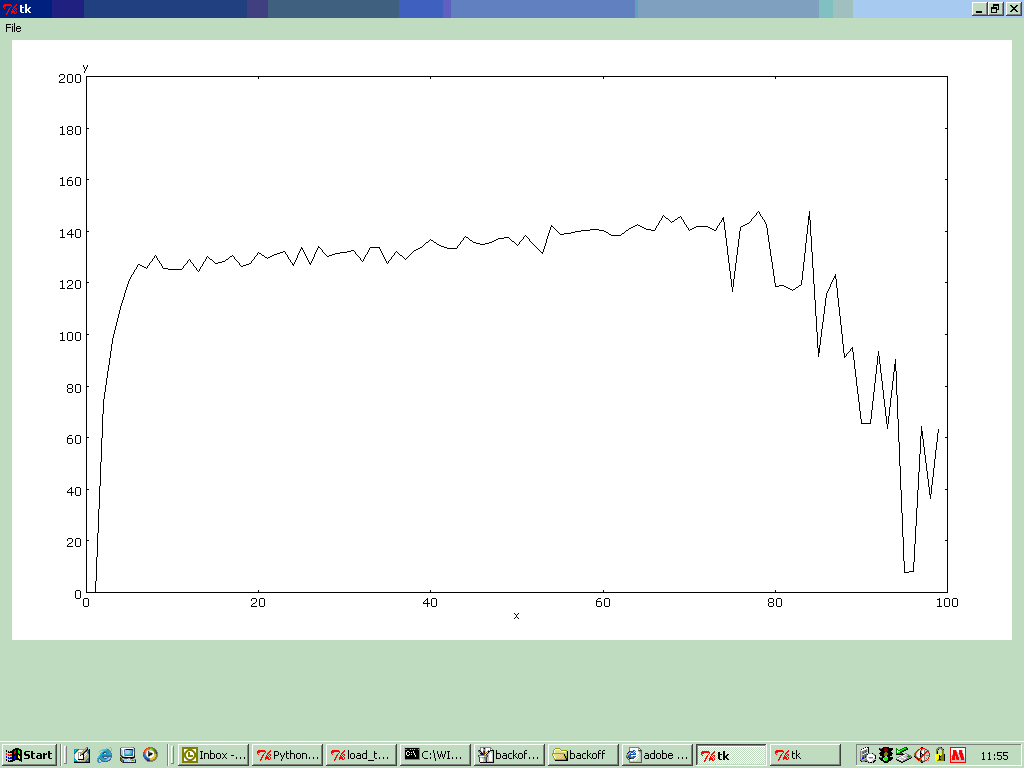 tk
File
y
200
180
160
140
120
100
80
60
40
20
0
0 20 40 60 80 100
x
Start Inbox -... Python... load_t... C:\WI... backof... backoff adobe ... tk tk 11:55